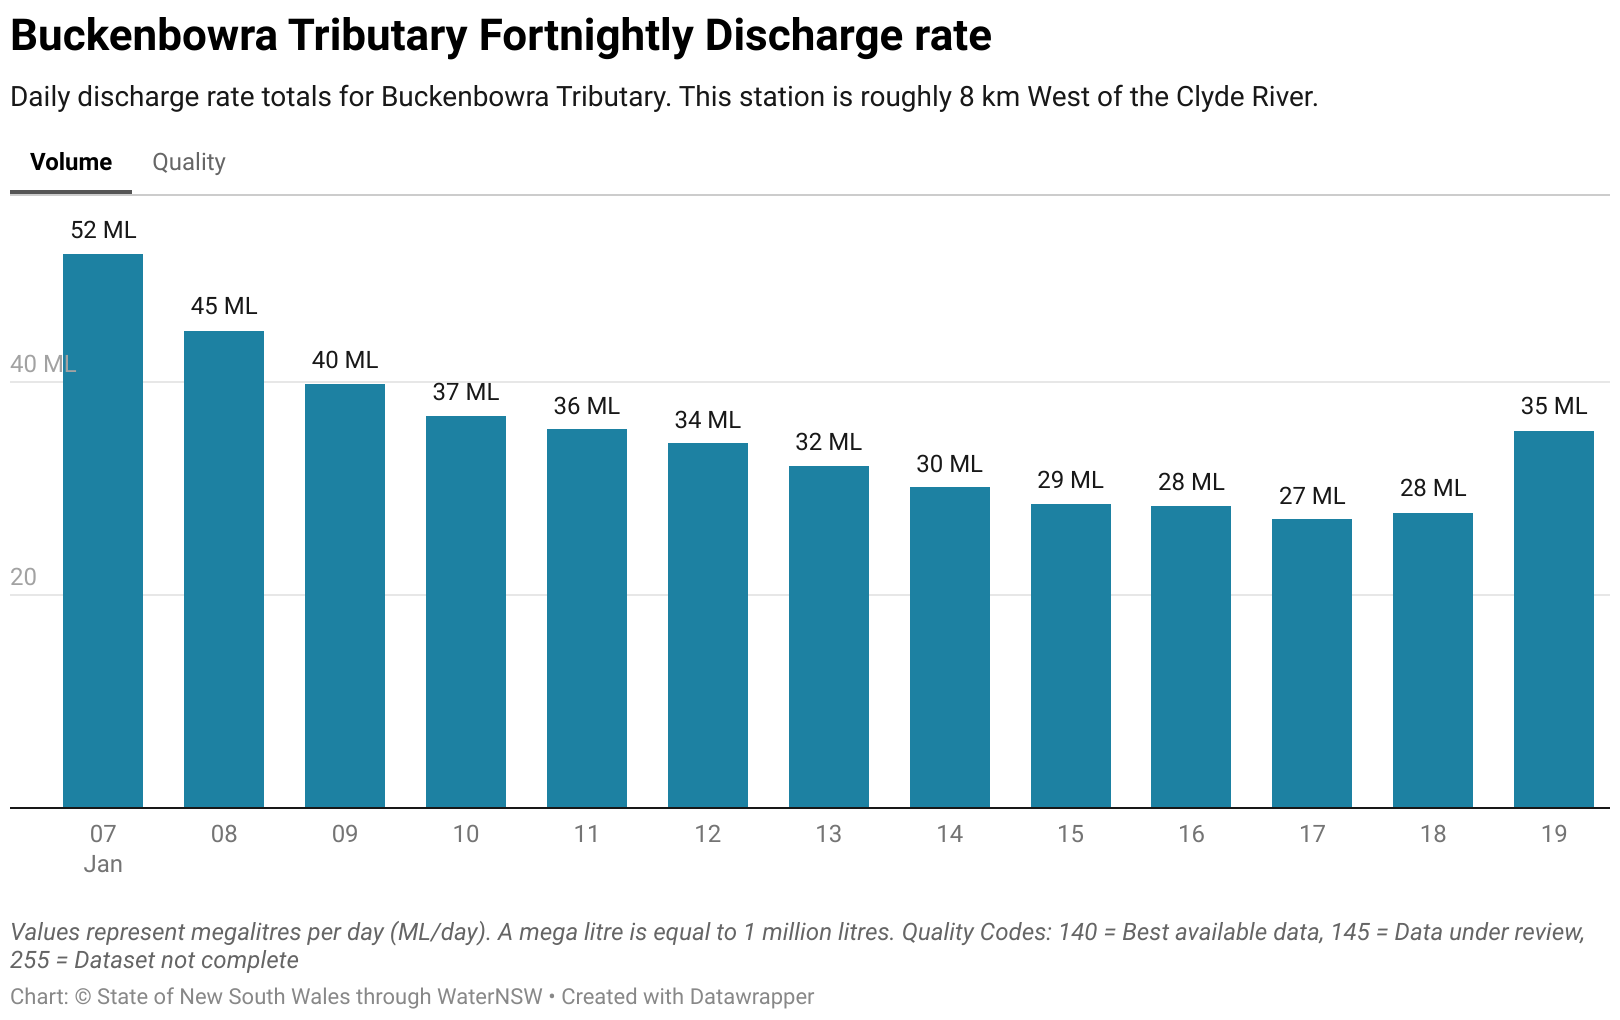 Buckenbowra Tributary Fortnightly Discharge rate
Daily discharge rate totals for Buckenbowra Tributary. This station is roughly 8 km West of the Clyde River.
Volume Quality
52 ML
45 ML
40 ML
40 ML
37 ML
36 ML
34 ML
32 ML
30 ML
29 ML
28 ML
27 ML
28 ML
35 ML
20
07 08 09 10 11 12 13 14 15 16 17 18 19
Jan
Values represent megalitres per day (ML/day). A mega litre is equal to 1 million litres. Quality Codes: 140 = Best available data, 145 = Data under review,
255 = Dataset not complete
Chart: © State of New South Wales through WaterNSW • Created with Datawrapper